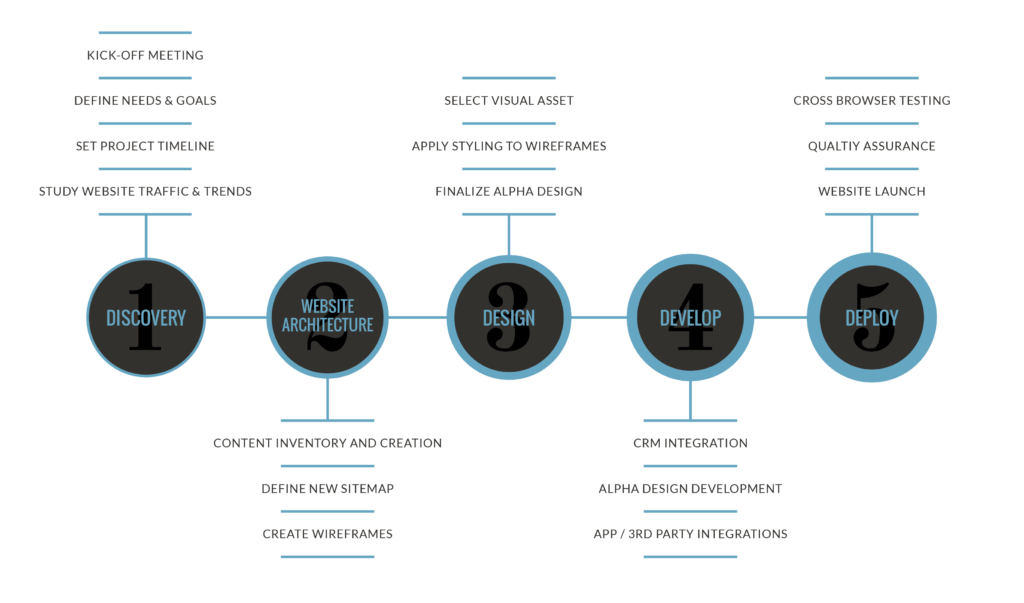 KICK-OFF MEETING
DEFINE NEEDS & GOALS
SET PROJECT TIMELINE
STUDY WEBSITE TRAFFIC & TRENDS
1
DISCOVERY
2
WEBSITE
ARCHITECTURE
CONTENT INVENTORY AND CREATION
DEFINE NEW SITEMAP
CREATE WIREFRAMES
SELECT VISUAL ASSET
APPLY STYLING TO WIREFRAMES
FINALIZE ALPHA DESIGN
3
DESIGN
4
DEVELOP
CRM INTEGRATION
ALPHA DESIGN DEVELOPMENT
APP / 3RD PARTY INTEGRATIONS
CROSS BROWSER TESTING
QUALTIY ASSURANCE
WEBSITE LAUNCH
5
DEPLOY